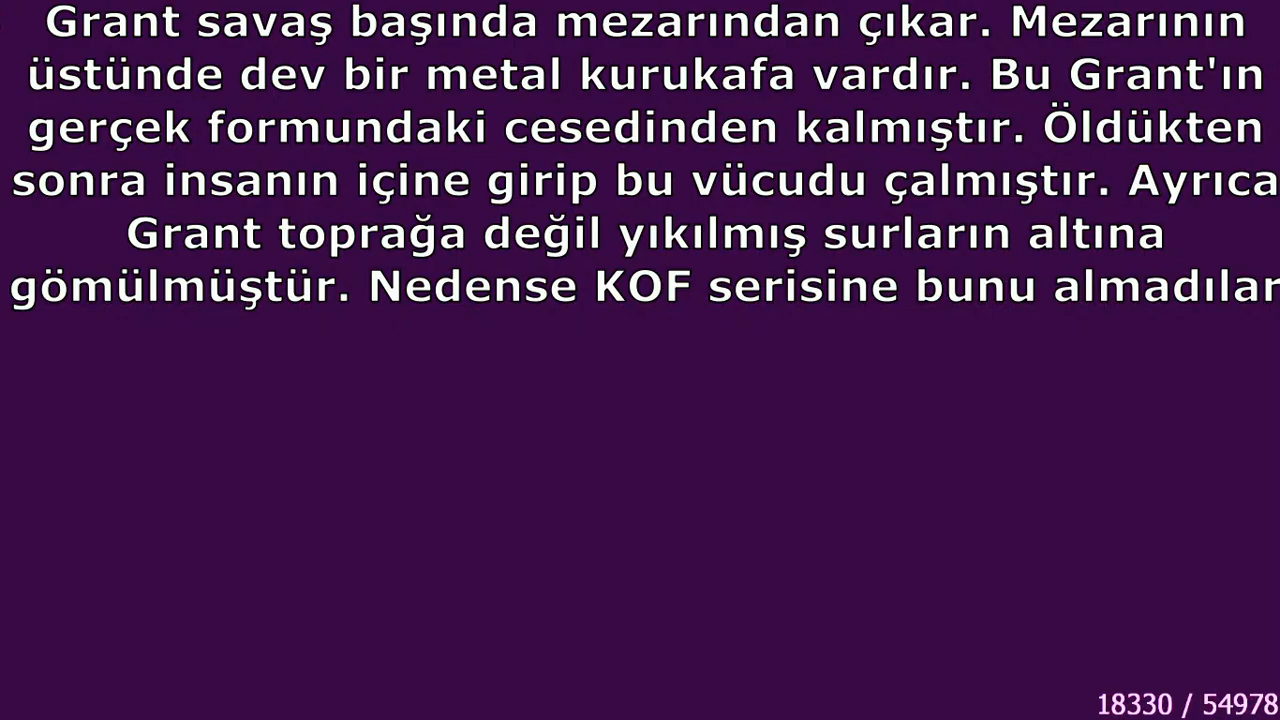 Grant savaş başında mezarından çıkar. Mezarının
üstünde dev bir metal kurukafa vardır. Bu Grant'ın
gerçek formundaki cesedinden kalmıştır. Öldükten
sonra insanın içine girip bu vücudu çalmıştır. Ayrıca
Grant toprağa değil yıkılmış surların altına
gömülmüştür. Nedense KOF serisine bunu almadılar
18330 / 54978